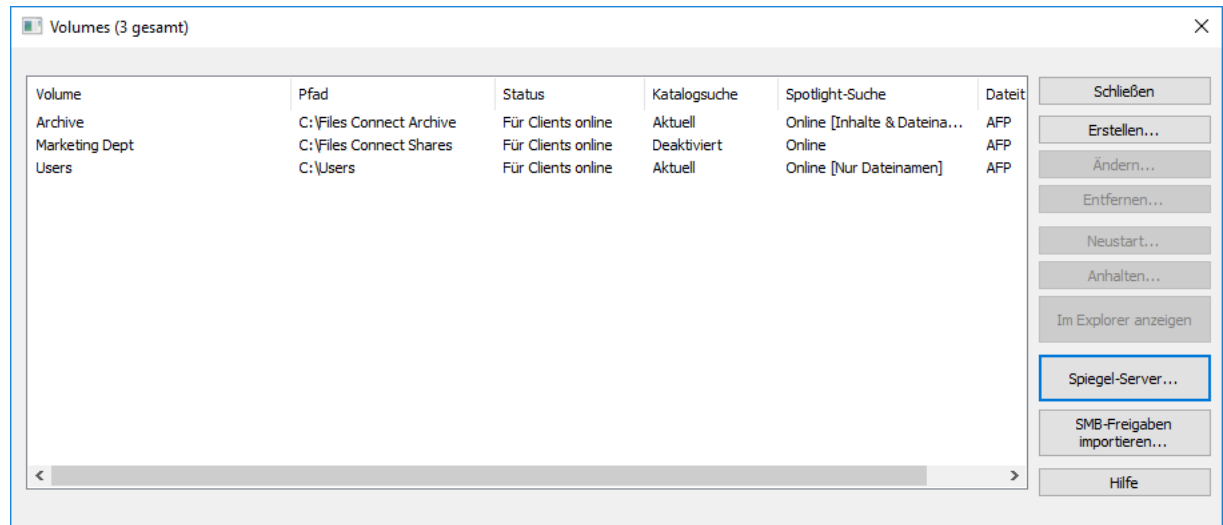 Volumes (3 gesamt)
Volume Pfad Status Katalogsuche Spotlight-Suche Dateit
Archive C:\Files Connect Archive Für Clients online Aktuell Online [Inhalte & Dateina... AFP
Marketing Dept C:\Files Connect Shares Für Clients online Deaktiviert Online AFP
Users C:\Users Für Clients online Aktuell Online [Nur Dateinamen] AFP
Schließen
Erstellen...
Ändern...
Entfernen...
Neustart...
Anhalten...
Im Explorer anzeigen
Spiegel-Server...
SMB-Freigaben
importieren...
Hilfe